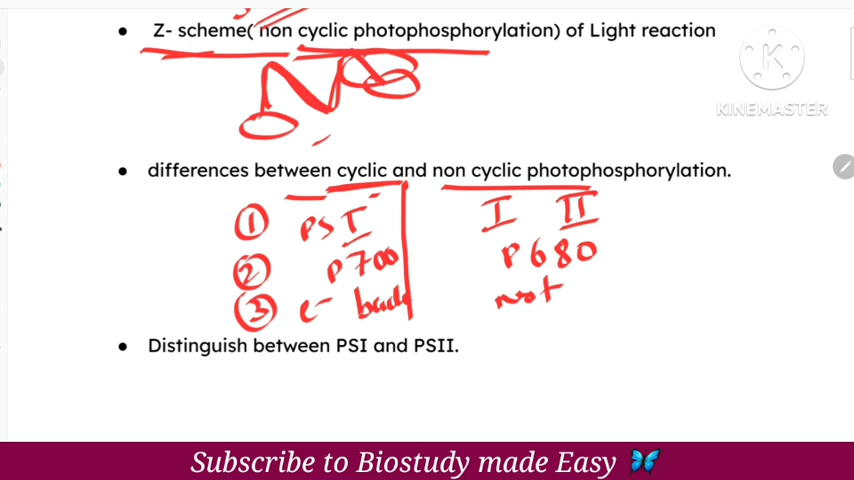 • Z- scheme( non cyclic photophosphorylation) of Light reaction
K
KINEMASTER
• differences between cyclic and non cyclic photophosphorylation.
① PS I I II
② P700 P680
③ e- back not
• Distinguish between PSI and PSII.
Subscribe to Biostudy made Easy 🦋